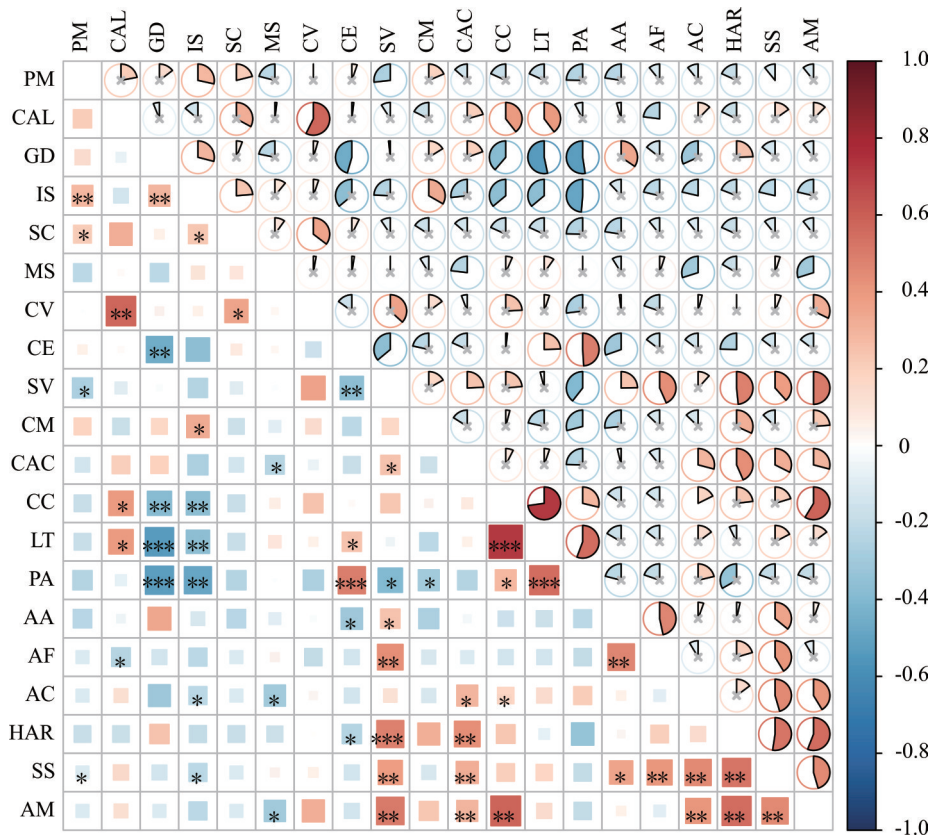 PM CAL GD IS SC MS CV CE SV CM CAC CC LT PA AA AF AC HAR SS AM
1.0
PM
0.8
CAL
GD
0.6
IS ** **
SC * *
0.4
MS
CV ** *
0.2
CE **
SV * **
0
CM *
CAC * *
CC * ** **
-0.2
LT * *** ** * ***
PA *** ** *** * * * ***
-0.4
AA * *
AF * ** **
-0.6
AC * * * *
HAR * *** **
-0.8
SS * * ** ** * ** ** **
AM * ** ** ** ** ** **
-1.0